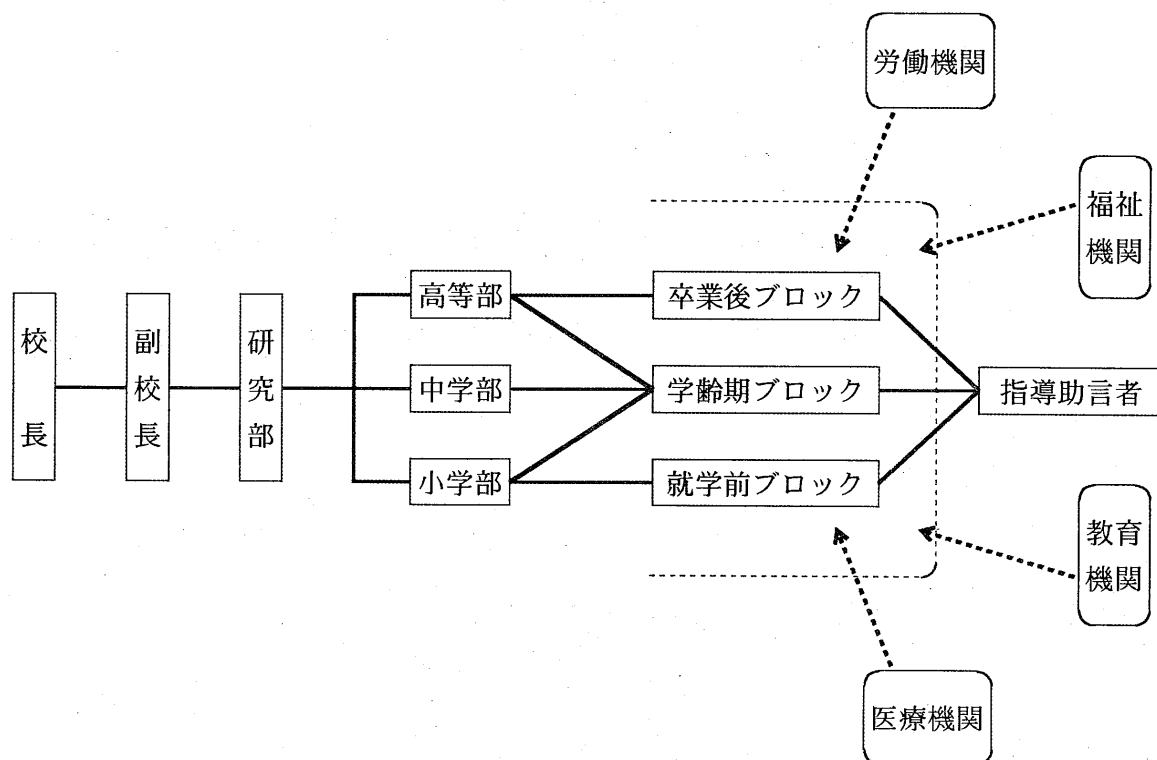 労働機関
福祉
機関
高等部
卒業後ブロック
校長
副校長
研究部
中学部
学齢期ブロック
指導助言者
小学部
就学前ブロック
教育
機関
医療機関